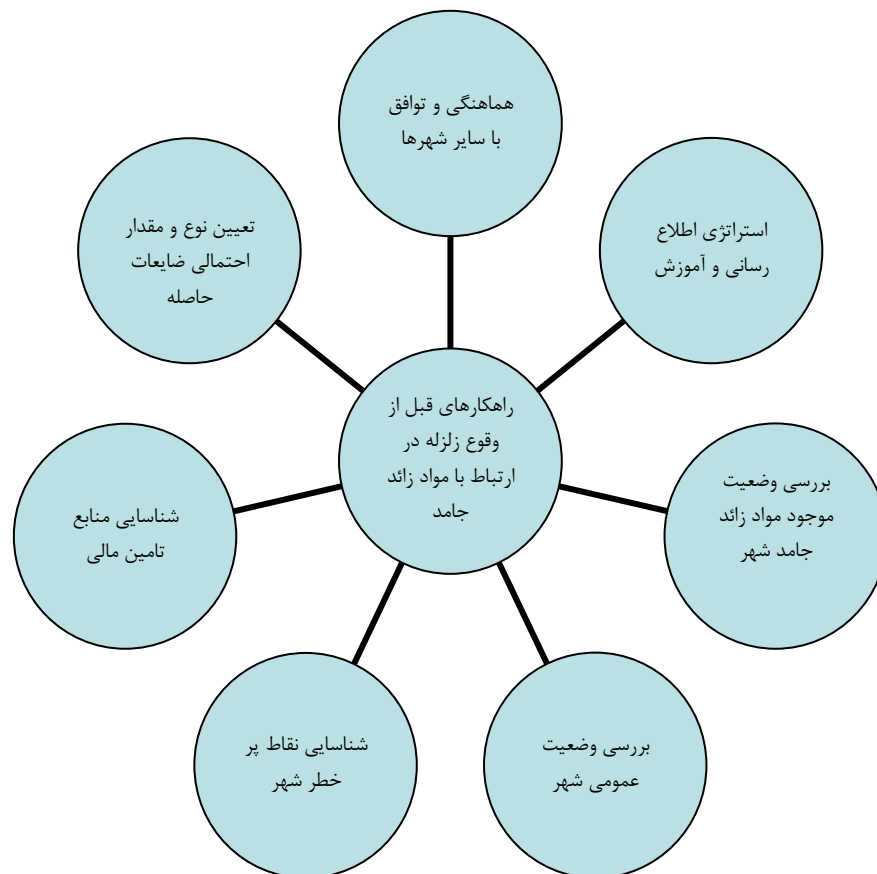 هماهنگی و توافق
با سایر شهرها
استراتژی اطلاع
رسانی و آموزش
تعیین نوع و مقدار
احتمالی ضایعات
حاصله
راهکارهای قبل از
وقوع زلزله در
ارتباط با مواد زائد
جامد
بررسی وضعیت
موجود مواد زائد
جامد شهر
شناسایی منابع
تامین مالی
بررسی وضعیت
عمومی شهر
شناسایی نقاط پر
خطر شهر